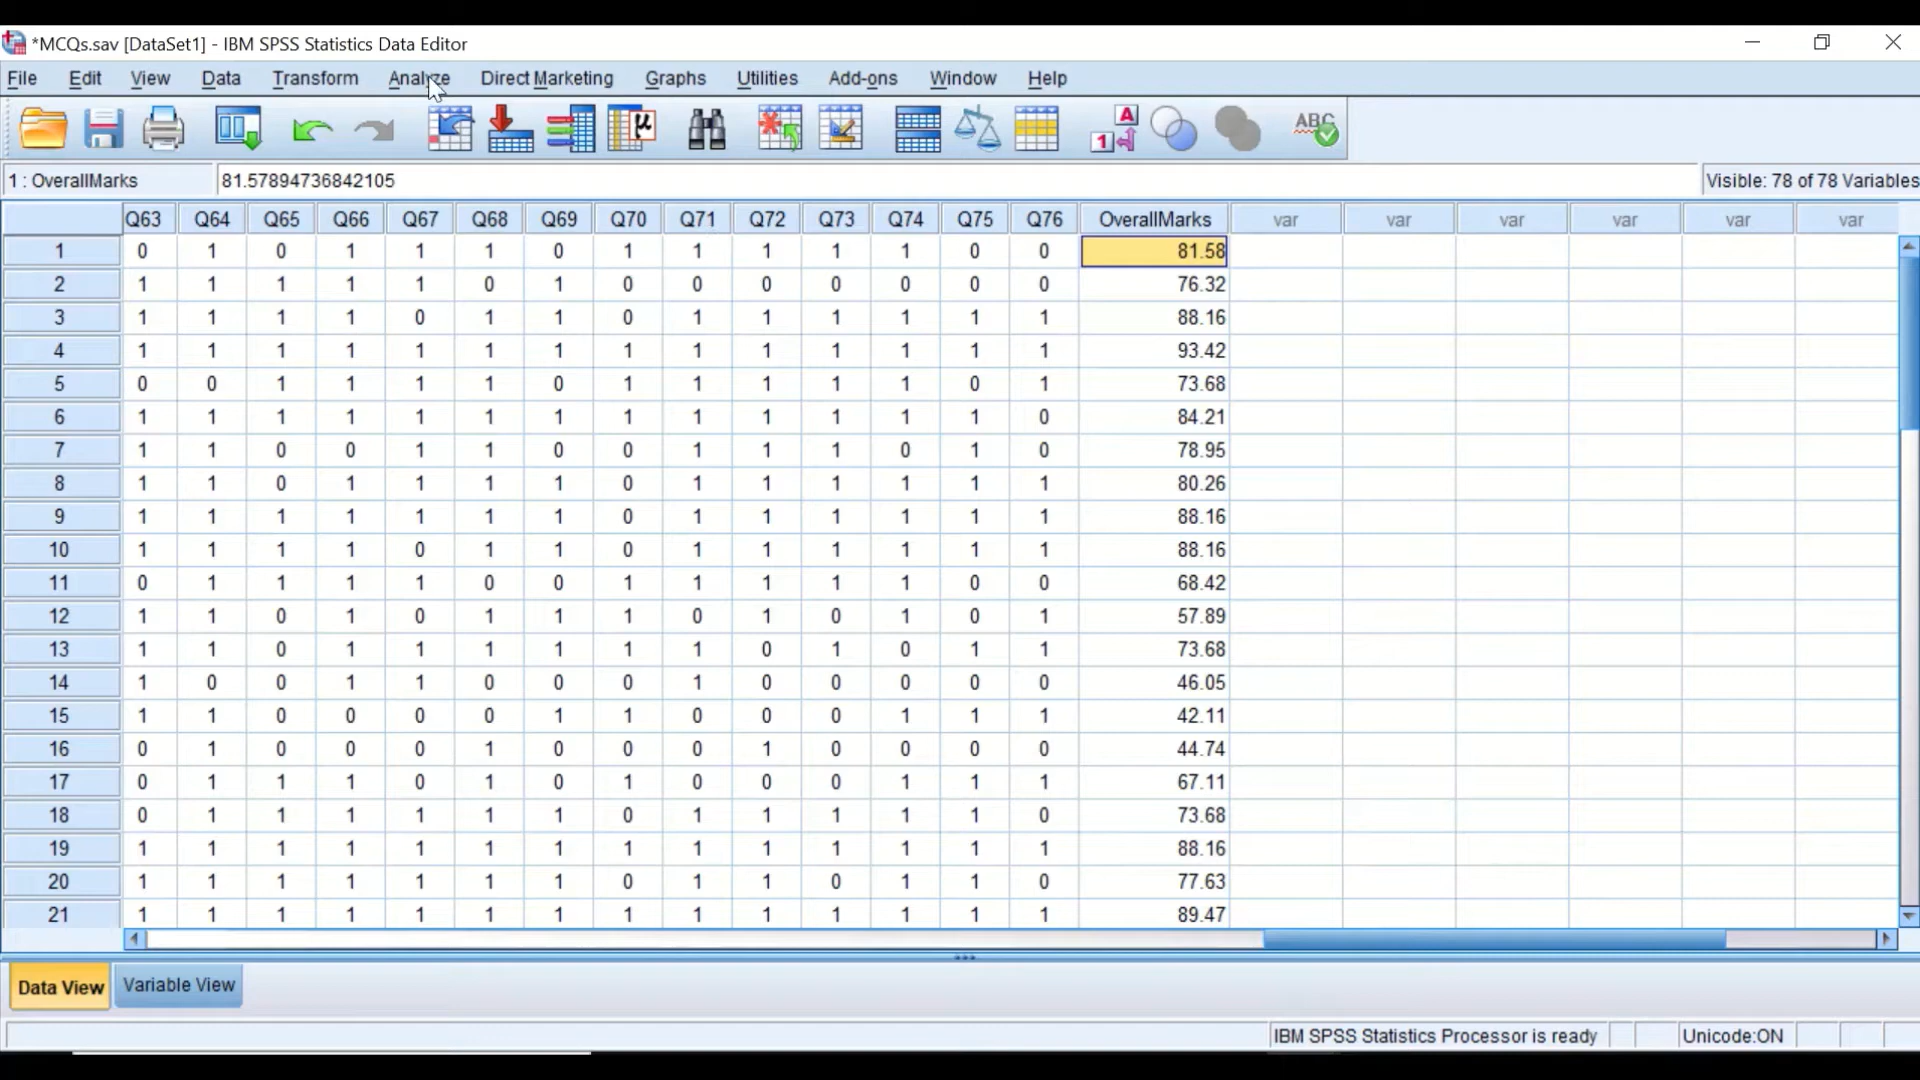 *MCQs.sav [DataSet1] - IBM SPSS Statistics Data Editor
File Edit View Data Transform Analyze Direct Marketing Graphs Utilities Add-ons Window Help
1 : OverallMarks 81.57894736842105 Visible: 78 of 78 Variables
Q63 Q64 Q65 Q66 Q67 Q68 Q69 Q70 Q71 Q72 Q73 Q74 Q75 Q76 OverallMarks var var var var var var
1 0 1 0 1 1 1 0 1 1 1 1 1 0 0 81.58
2 1 1 1 1 1 0 1 0 0 0 0 0 0 0 76.32
3 1 1 1 1 0 1 1 0 1 1 1 1 1 1 88.16
4 1 1 1 1 1 1 1 1 1 1 1 1 1 1 93.42
5 0 0 1 1 1 1 0 1 1 1 1 1 0 1 73.68
6 1 1 1 1 1 1 1 1 1 1 1 1 1 0 84.21
7 1 1 0 0 1 1 0 0 1 1 1 0 1 0 78.95
8 1 1 0 1 1 1 1 0 1 1 1 1 1 1 80.26
9 1 1 1 1 1 1 1 0 1 1 1 1 1 1 88.16
10 1 1 1 1 0 1 1 0 1 1 1 1 1 1 88.16
11 0 1 1 1 1 0 0 1 1 1 1 1 0 0 68.42
12 1 1 0 1 0 1 1 1 0 1 0 1 0 1 57.89
13 1 1 0 1 1 1 1 1 1 0 1 0 1 1 73.68
14 1 0 0 1 1 0 0 0 1 0 0 0 0 0 46.05
15 1 1 0 0 0 0 1 1 0 0 0 1 1 1 42.11
16 0 1 0 0 0 1 0 0 0 1 0 0 0 0 44.74
17 0 1 1 1 0 1 0 1 0 0 0 1 1 1 67.11
18 0 1 1 1 1 1 1 0 1 1 1 1 1 0 73.68
19 1 1 1 1 1 1 1 1 1 1 1 1 1 1 88.16
20 1 1 1 1 1 1 1 0 1 1 0 1 1 0 77.63
21 1 1 1 1 1 1 1 1 1 1 1 1 1 1 89.47
Data View Variable View
IBM SPSS Statistics Processor is ready Unicode:ON